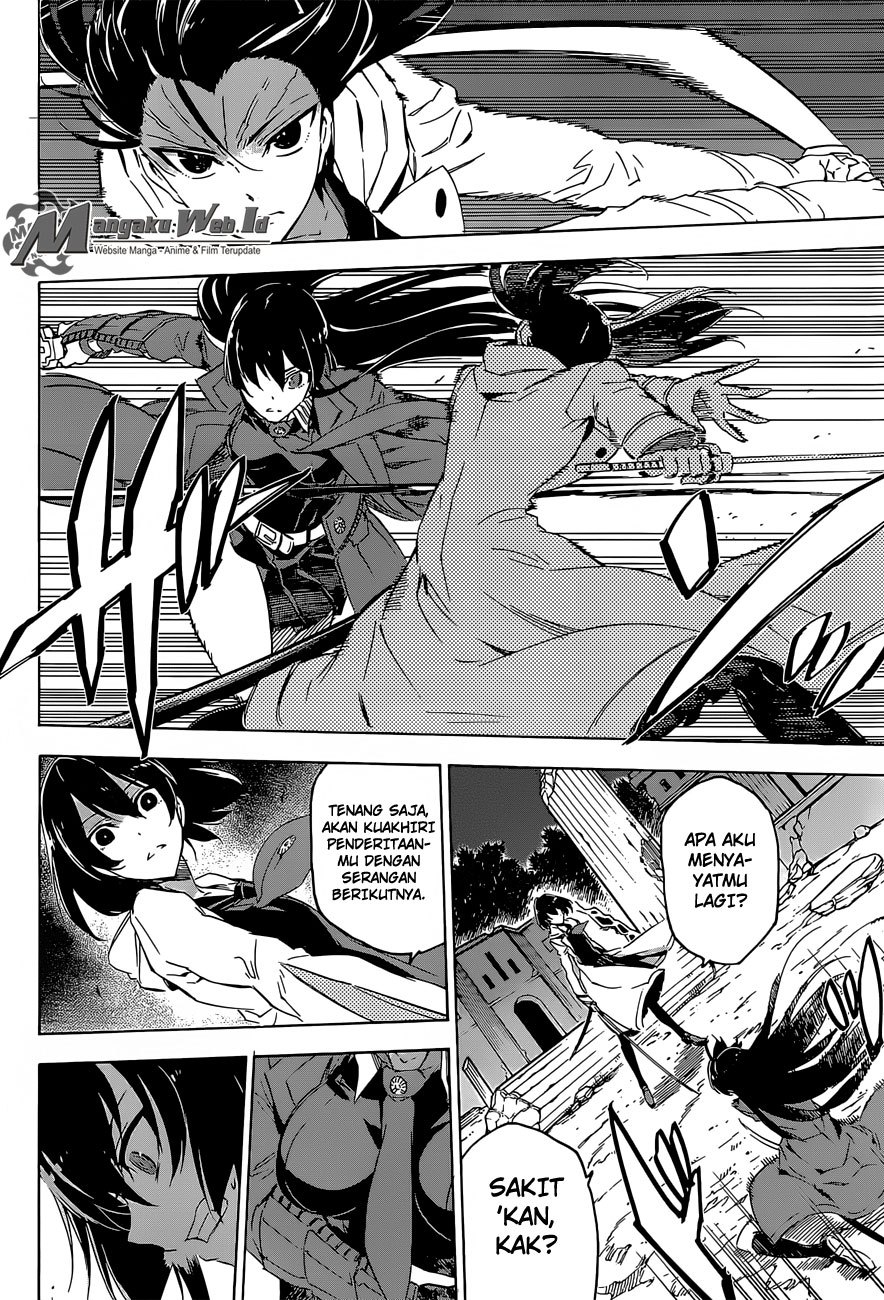 Mangaku.Web.Id
Website Manga - Anime & Film Terupdate
APA AKU
MENYA-
YATMU
LAGI?
TENANG SAJA,
AKAN KUAKHIRI
PENDERITAAN-
MU DENGAN
SERANGAN
BERIKUTNYA.
SAKIT
'KAN,
KAK?